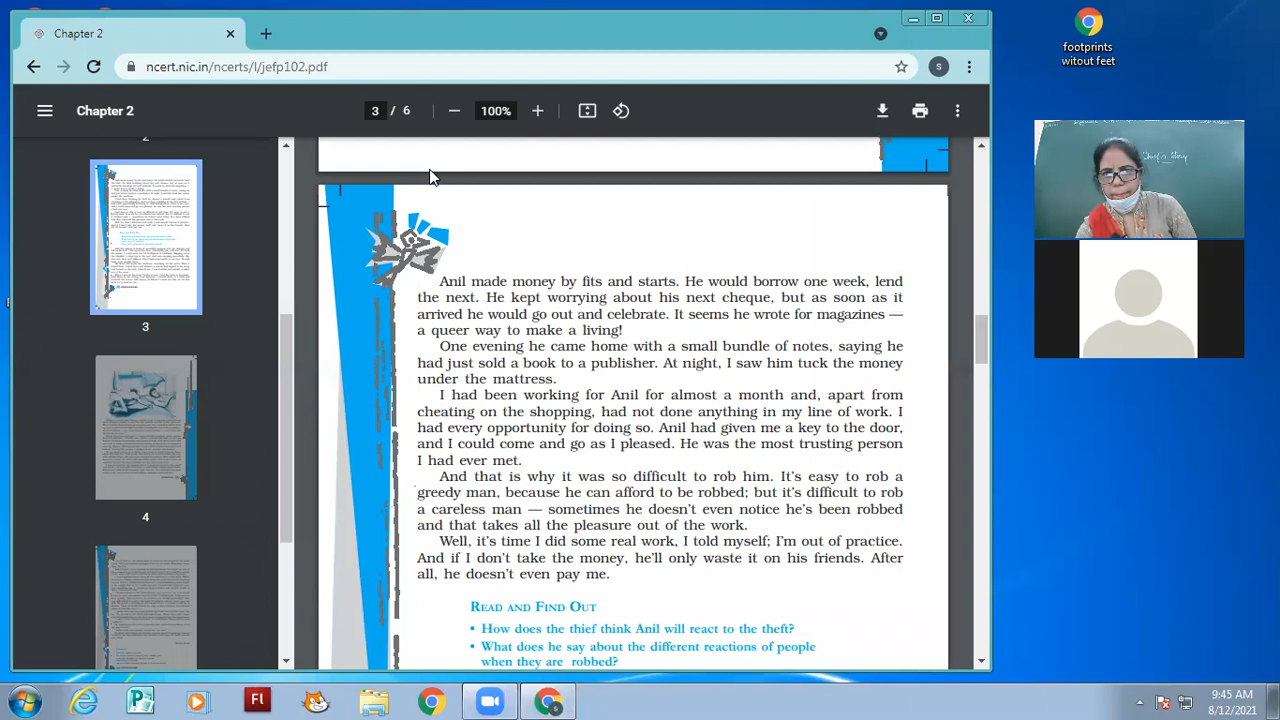 Chapter 2
footprints
witout feet
ncert.nic.in/ncerts/l/jefp102.pdf
S
Chapter 2
3 / 6
100%
2
3
4
Anil made money by fits and starts. He would borrow one week, lend
the next. He kept worrying about his next cheque, but as soon as it
arrived he would go out and celebrate. It seems he wrote for magazines —
a queer way to make a living!
One evening he came home with a small bundle of notes, saying he
had just sold a book to a publisher. At night, I saw him tuck the money
under the mattress.
I had been working for Anil for almost a month and, apart from
cheating on the shopping, had not done anything in my line of work. I
had every opportunity for doing so. Anil had given me a key to the door,
and I could come and go as I pleased. He was the most trusting person
I had ever met.
And that is why it was so difficult to rob him. It's easy to rob a
greedy man, because he can afford to be robbed; but it's difficult to rob
a careless man — sometimes he doesn't even notice he's been robbed
and that takes all the pleasure out of the work.
Well, it's time I did some real work, I told myself; I'm out of practice.
And if I don't take the money, he'll only waste it on his friends. After
all, he doesn't even pay me.
READ AND FIND OUT
• How does the thief think Anil will react to the theft?
• What does he say about the different reactions of people
when they are robbed?
Story
Fl
S
9:45 AM
8/12/2021